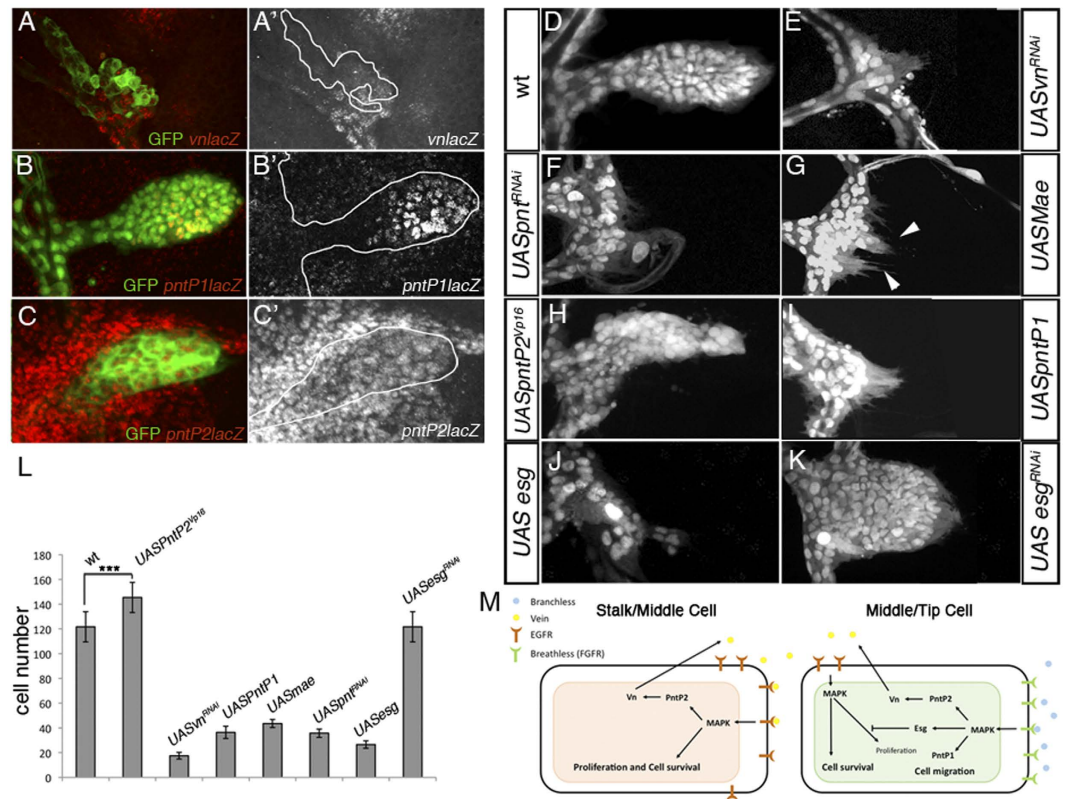 A
GFP vnlacZ
A'
vnlacZ
B
GFP pntP1lacZ
B'
pntP1lacZ
C
GFP pntP2lacZ
C'
pntP2lacZ
wt
D
E
UASvnRNAi
UASpntRNAi
F
G
UASMae
UASpntP2Vp16
H
I
UASpntP1
UAS esg
J
K
UAS esgRNAi
L
cell number
180
160
140
120
100
80
60
40
20
0
wt
***
UASPntP2Vp16
UASvnRNAi
UASPntP1
UASmae
UASpntRNAi
UASesg
UASesgRNAi
M
Branchless
Vein
EGFR
Breathless (FGFR)
Stalk/Middle Cell
Vn
PntP2
MAPK
Proliferation and Cell survival
Middle/Tip Cell
MAPK
Vn
PntP2
Esg
MAPK
Proliferation
PntP1
Cell survival
Cell migration